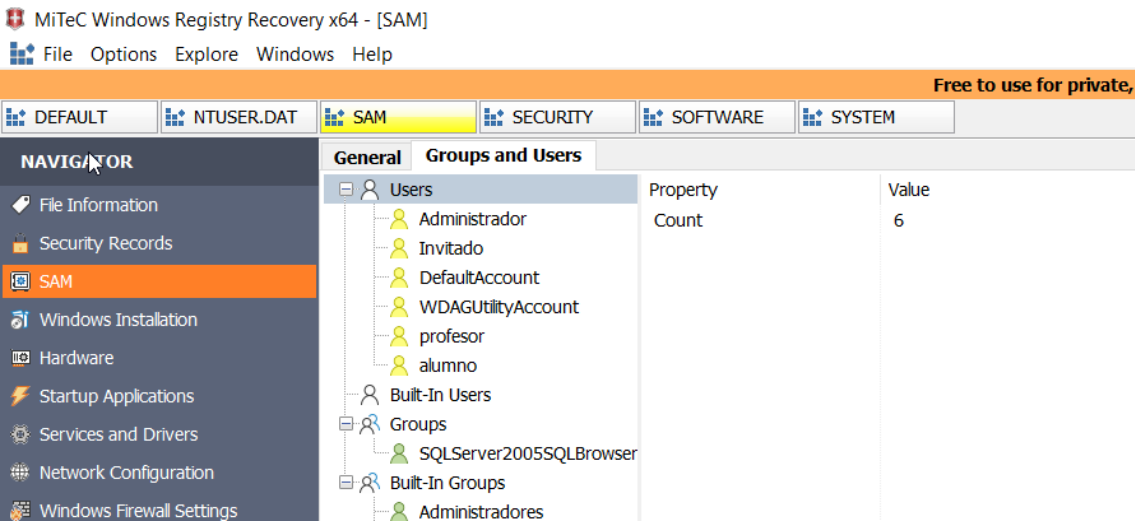 MiTeC Windows Registry Recovery x64 - [SAM]
File Options Explore Windows Help
Free to use for private,
DEFAULT NTUSER.DAT SAM SECURITY SOFTWARE SYSTEM
NAVIGATOR
File Information
Security Records
SAM
Windows Installation
Hardware
Startup Applications
Services and Drivers
Network Configuration
Windows Firewall Settings
General Groups and Users
Users
Administrador
Invitado
DefaultAccount
WDAGUtilityAccount
profesor
alumno
Built-In Users
Groups
SQLServer2005SQLBrowser
Built-In Groups
Administradores
Property Value
Count 6